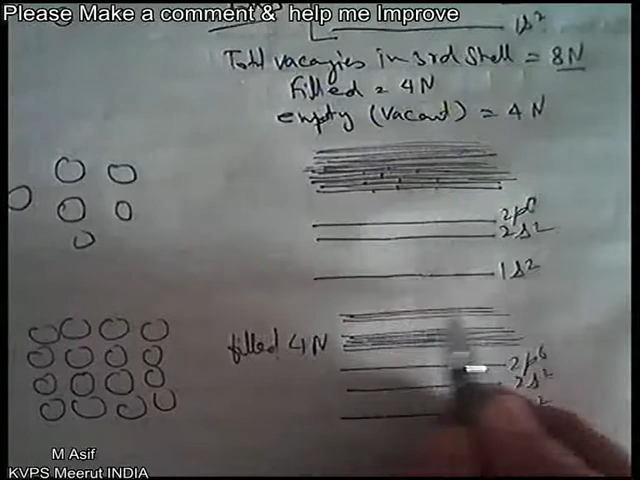 Please Make a comment & help me Improve
1s²
Total vacancies in 3rd shell = 8N
filled = 4N
empty (vacant) = 4N
2p⁶
2s²
1s²
filled 4N
2p⁶
2s²
2
M Asif
KVPS Meerut INDIA